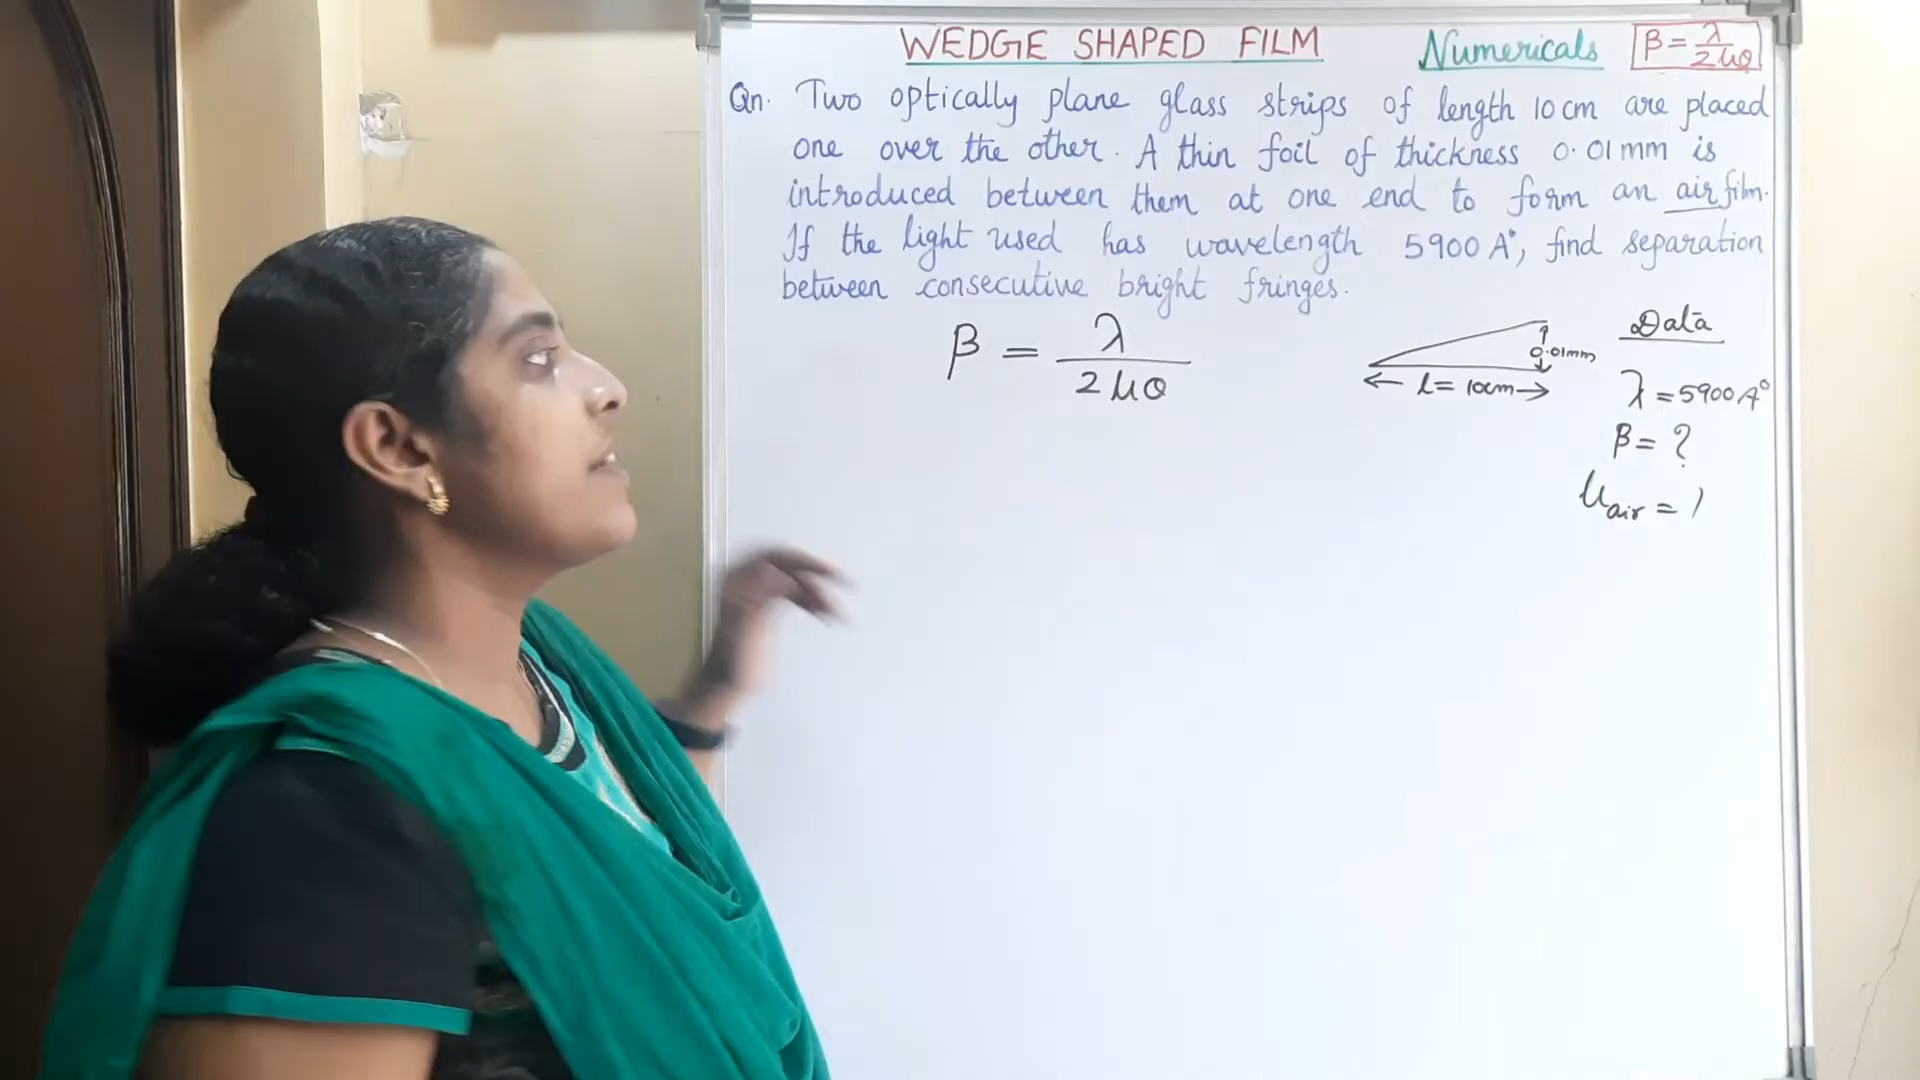 WEDGE SHAPED FILM Numericals β = λ / 2μθ
Qn. Two optically plane glass strips of length 10 cm are placed
one over the other. A thin foil of thickness 0.01 mm is
introduced between them at one end to form an air film.
If the light used has wavelength 5900 A°, find separation
between consecutive bright fringes.
β = λ / 2μθ
0.01mm
l = 10cm
Data
λ = 5900 A°
β = ?
μair = 1